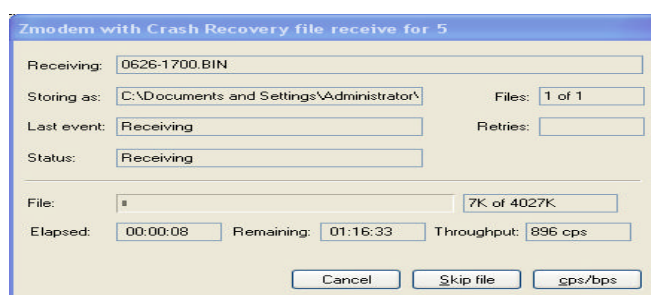 Zmodem with Crash Recovery file receive for 5
Receiving: 0626-1700.BIN
Storing as: C:\Documents and Settings\Administrator\ Files: 1 of 1
Last event: Receiving Retries:
Status: Receiving
File: 7K of 4027K
Elapsed: 00:00:08 Remaining: 01:16:33 Throughput: 896 cps
Cancel Skip file cps/bps